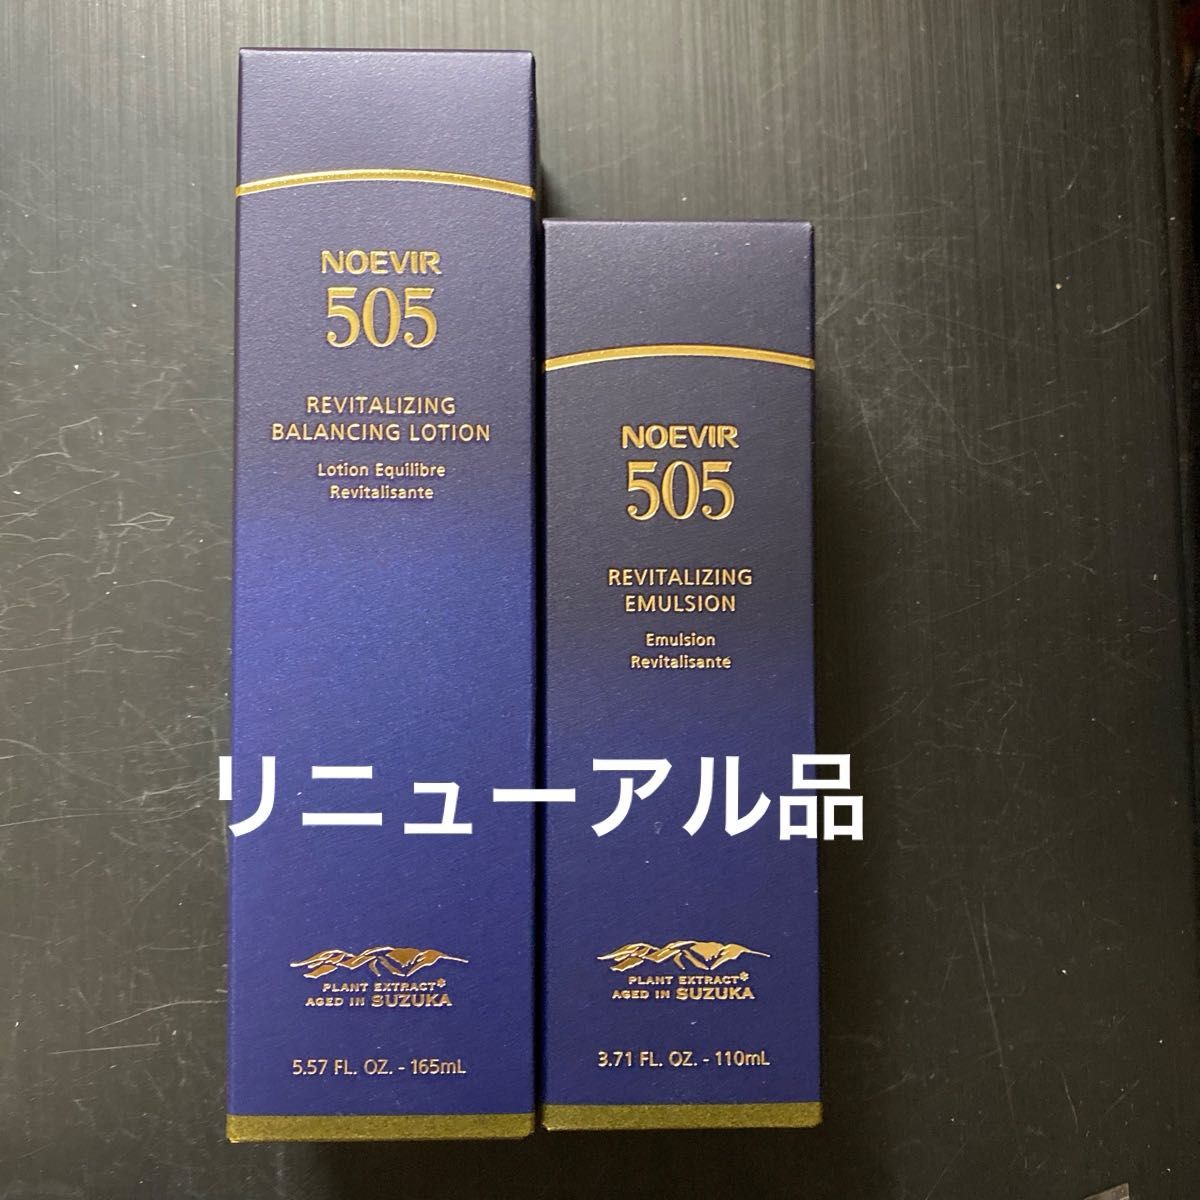 NOEVIR
505
REVITALIZING
BALANCING LOTION
Lotion Equilibre
Revitalisante
PLANT EXTRACT*
AGED IN SUZUKA
5.57 FL. OZ. - 165mL
NOEVIR
505
REVITALIZING
EMULSION
Emulsion
Revitalisante
PLANT EXTRACT*
AGED IN SUZUKA
3.71 FL. OZ. - 110mL
リニューアル品